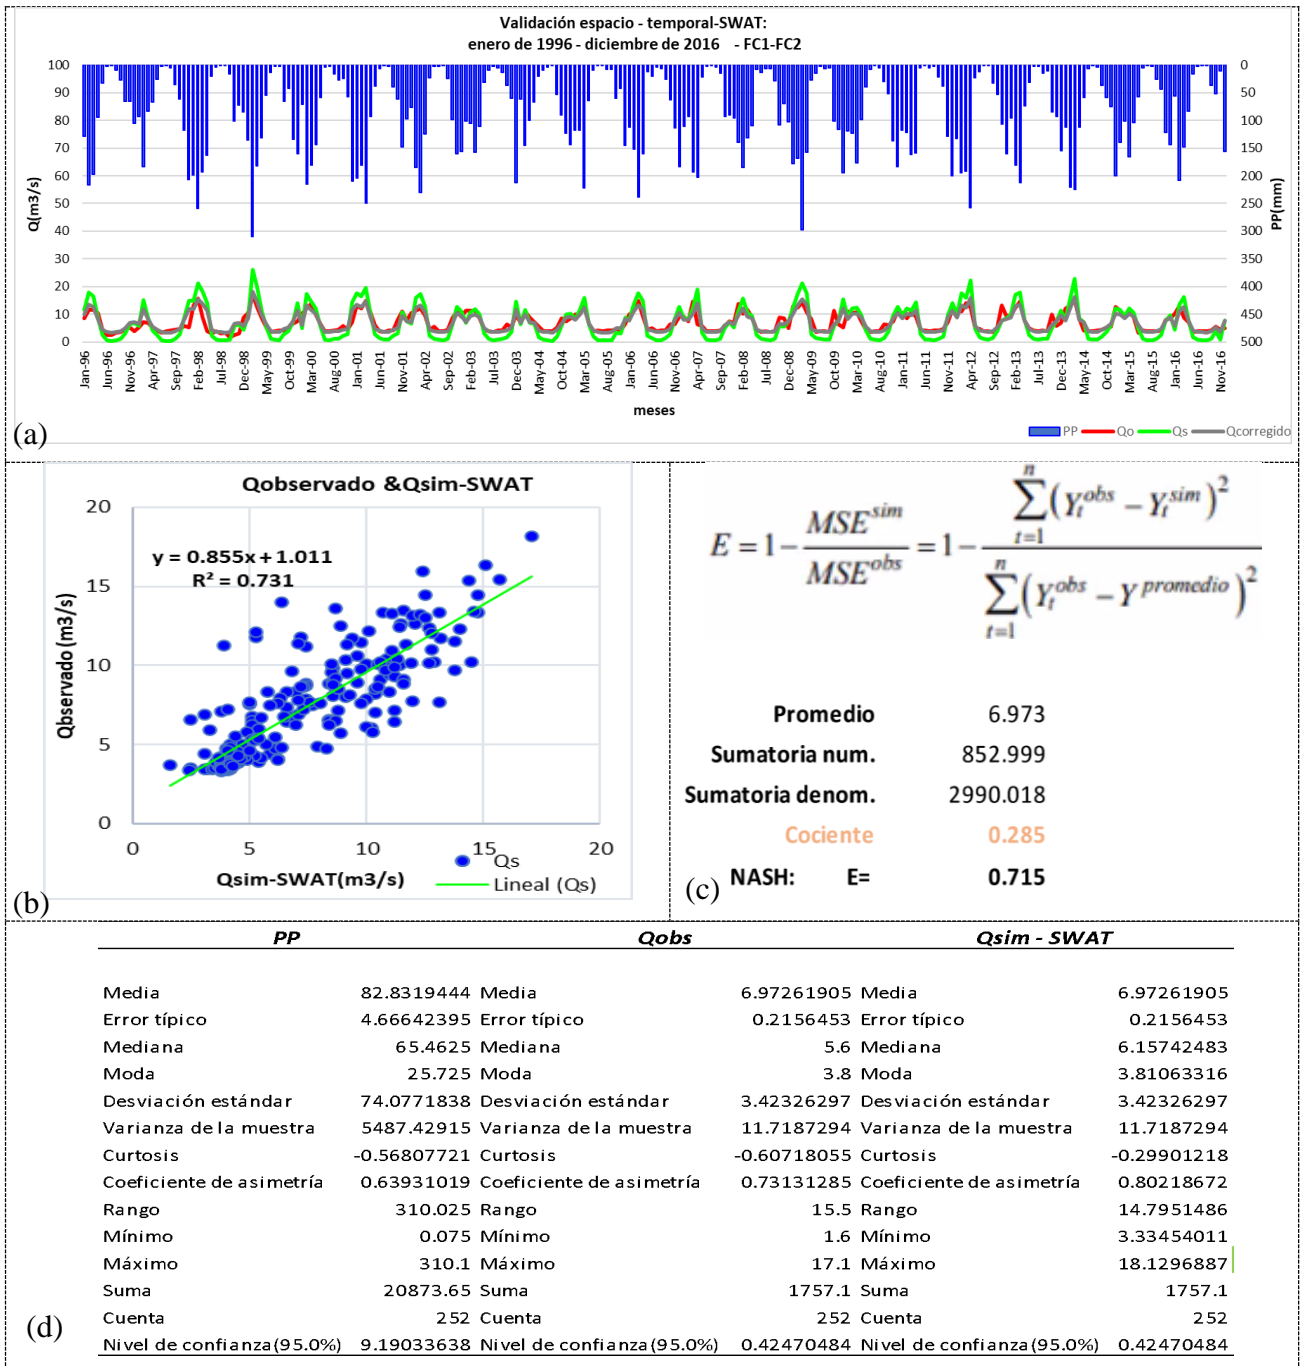 Validación espacio - temporal-SWAT:
enero de 1996 - diciembre de 2016 - FC1-FC2
100
90
80
70
60
50
40
30
20
10
0
Q(m3/s)
0
50
100
150
200
250
300
350
400
450
500
PP(mm)
Jan-96
Jun-96
Nov-96
Apr-97
Sep-97
Feb-98
Jul-98
Dec-98
May-99
Oct-99
Mar-00
Aug-00
Jan-01
Jun-01
Nov-01
Apr-02
Sep-02
Feb-03
Jul-03
Dec-03
May-04
Oct-04
Mar-05
Aug-05
Jan-06
Jun-06
Nov-06
Apr-07
Sep-07
Feb-08
Jul-08
Dec-08
May-09
Oct-09
Mar-10
Aug-10
Jan-11
Jun-11
Nov-11
Apr-12
Sep-12
Feb-13
Jul-13
Dec-13
May-14
Oct-14
Mar-15
Aug-15
Jan-16
Jun-16
Nov-16
meses
PP Qo Qs Qcorregido
(a)
Qobservado &Qsim-SWAT
y = 0.855x + 1.011
R² = 0.731
20
15
10
5
0
Qbservado (m3/s)
0 5 10 15 20
Qsim-SWAT(m3/s)
Qs
Lineal (Qs)
(b)
E = 1 - MSE^sim / MSE^obs = 1 - ∑_{t=1}^{n} (Y_t^obs - Y_t^sim)^2 / ∑_{t=1}^{n} (Y_t^obs - Y^promedio)^2
Promedio 6.973
Sumatoria num. 852.999
Sumatoria denom. 2990.018
Cociente 0.285
(c) NASH: E= 0.715
PP Qobs Qsim - SWAT
Media 82.8319444 Media 6.97261905 Media 6.97261905
Error típico 4.66642395 Error típico 0.2156453 Error típico 0.2156453
Mediana 65.4625 Mediana 5.6 Mediana 6.15742483
Moda 25.725 Moda 3.8 Moda 3.81063316
Desviación estándar 74.0771838 Desviación estándar 3.42326297 Desviación estándar 3.42326297
Varianza de la muestra 5487.42915 Varianza de la muestra 11.7187294 Varianza de la muestra 11.7187294
Curtosis -0.56807721 Curtosis -0.60718055 Curtosis -0.29901218
Coeficiente de asimetría 0.63931019 Coeficiente de asimetría 0.73131285 Coeficiente de asimetría 0.80218672
Rango 310.025 Rango 15.5 Rango 14.7951486
Mínimo 0.075 Mínimo 1.6 Mínimo 3.33454011
Máximo 310.1 Máximo 17.1 Máximo 18.1296887
Suma 20873.65 Suma 1757.1 Suma 1757.1
Cuenta 252 Cuenta 252 Cuenta 252
Nivel de confianza(95.0%) 9.19033638 Nivel de confianza(95.0%) 0.42470484 Nivel de confianza(95.0%) 0.42470484
(d)